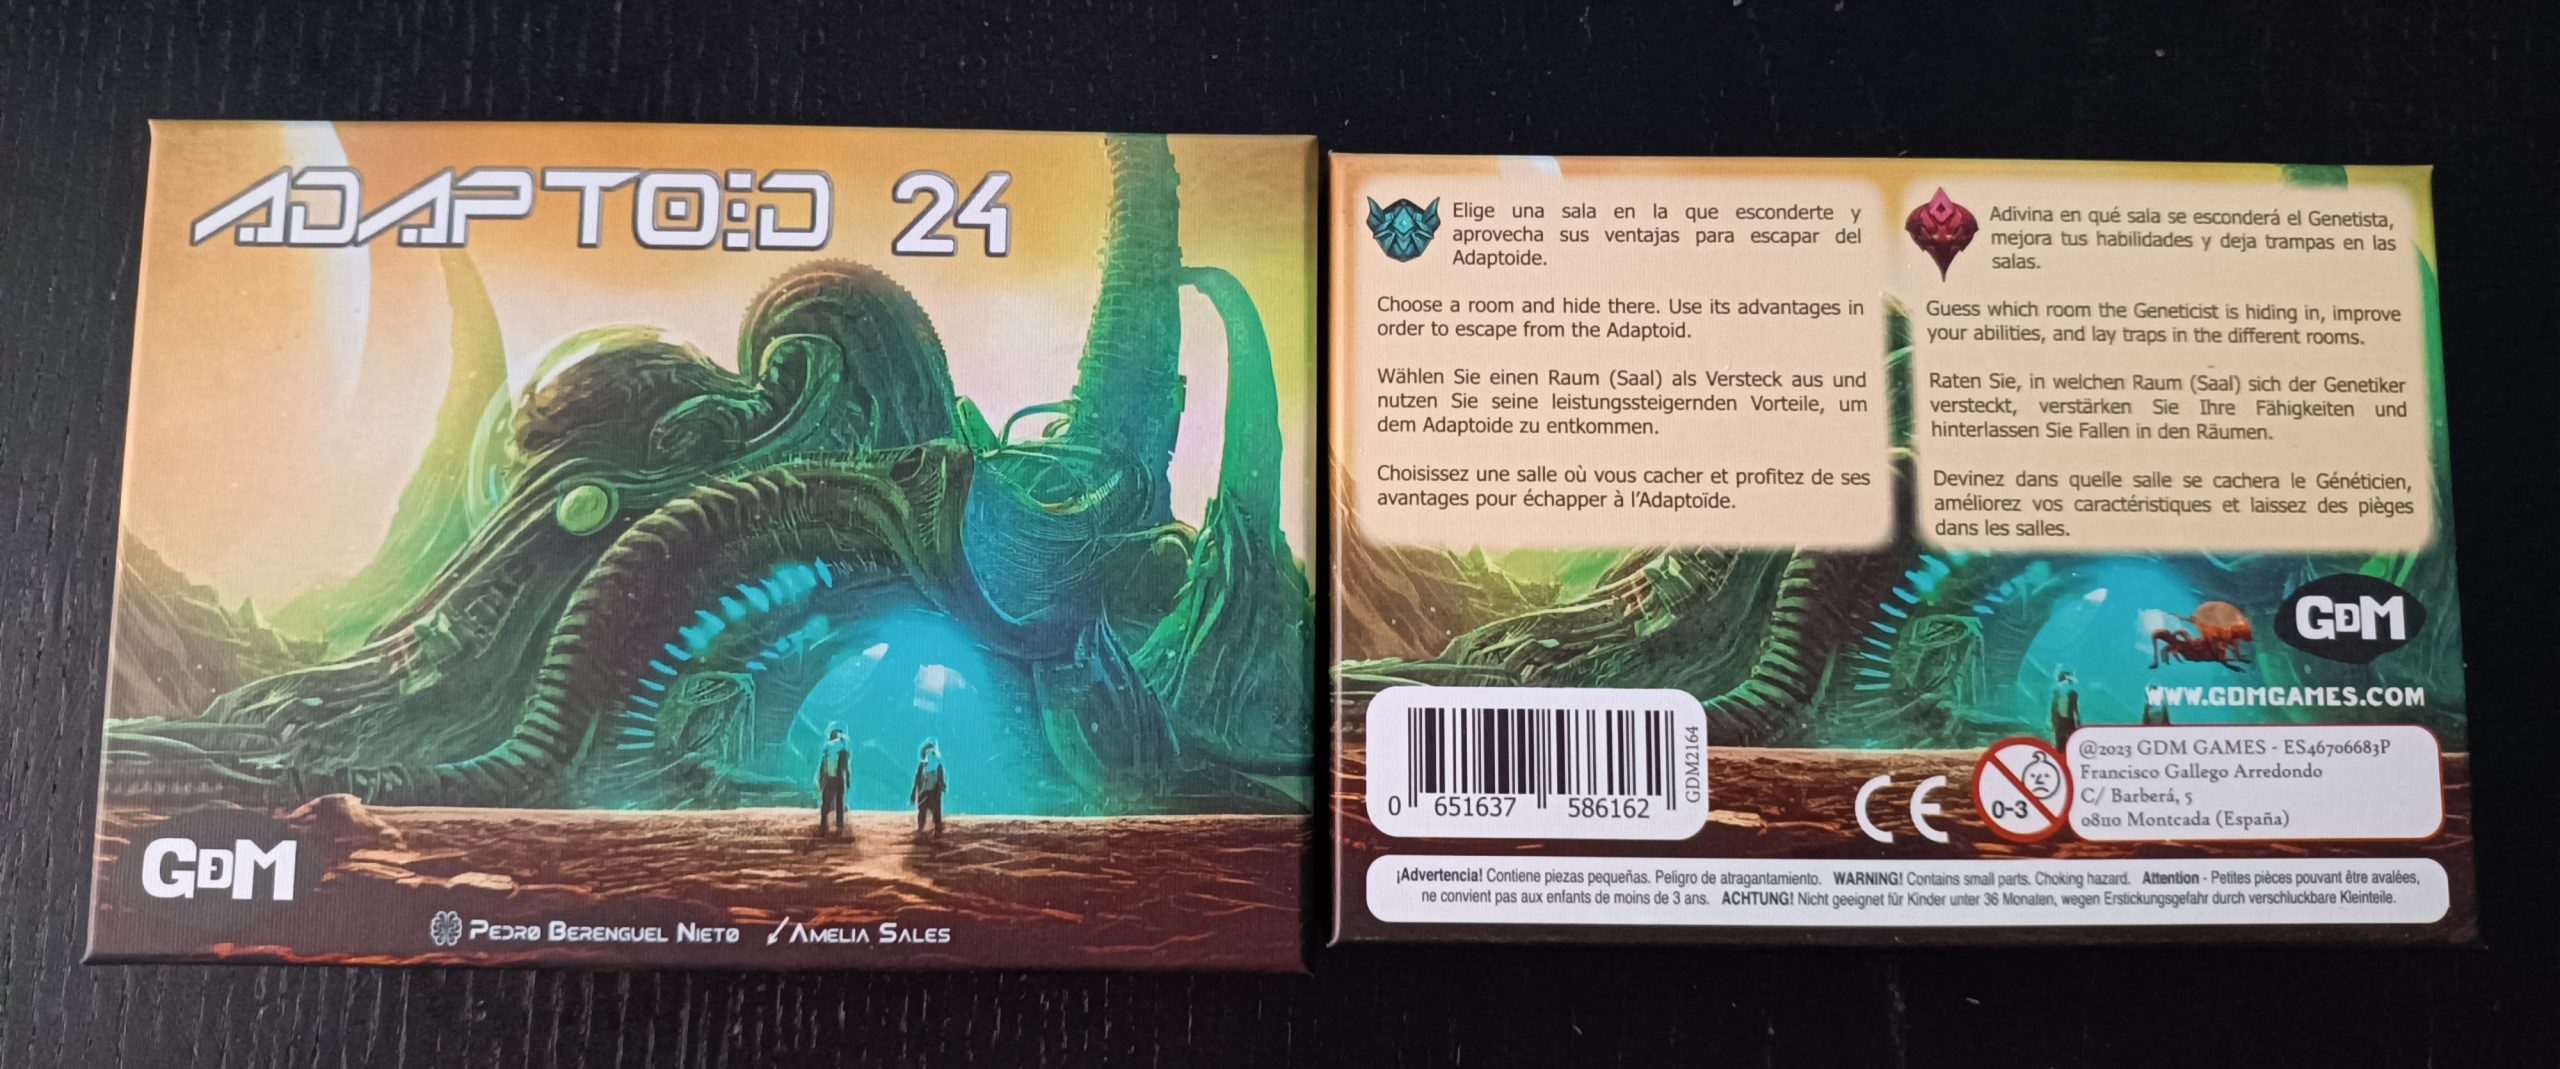 ADAPTOID 24
GDM
PEDRO BERENGUEL NIETO AMELIA SALES
Elige una sala en la que esconderte y
aprovecha sus ventajas para escapar del
Adaptoide.
Choose a room and hide there. Use its advantages in
order to escape from the Adaptoid.
Wählen Sie einen Raum (Saal) als Versteck aus und
nutzen Sie seine leistungssteigernden Vorteile, um
dem Adaptoide zu entkommen.
Choisissez une salle où vous cacher et profitez de ses
avantages pour échapper à l'Adaptoïde.
Adivina en qué sala se esconderá el Genetista,
mejora tus habilidades y deja trampas en las
salas.
Guess which room the Geneticist is hiding in, improve
your abilities, and lay traps in the different rooms.
Raten Sie, in welchen Raum (Saal) sich der Genetiker
versteckt, verstärken Sie Ihre Fähigkeiten und
hinterlassen Sie Fallen in den Räumen.
Devinez dans quelle salle se cachera le Généticien,
améliorez vos caractéristiques et laissez des pièges
dans les salles.
GDM
WWW.GDMGAMES.COM
0 651637 586162
GDM2164
CE
0-3
@2023 GDM GAMES - ES46706683P
Francisco Gallego Arredondo
C/ Barberá, 5
08110 Montcada (España)
¡Advertencia! Contiene piezas pequeñas. Peligro de atragantamiento. WARNING! Contains small parts. Choking hazard. Attention - Petites pièces pouvant être avalées,
ne convient pas aux enfants de moins de 3 ans. ACHTUNG! Nicht geeignet für Kinder unter 36 Monaten, wegen Erstickungsgefahr durch verschluckbare Kleinteile.